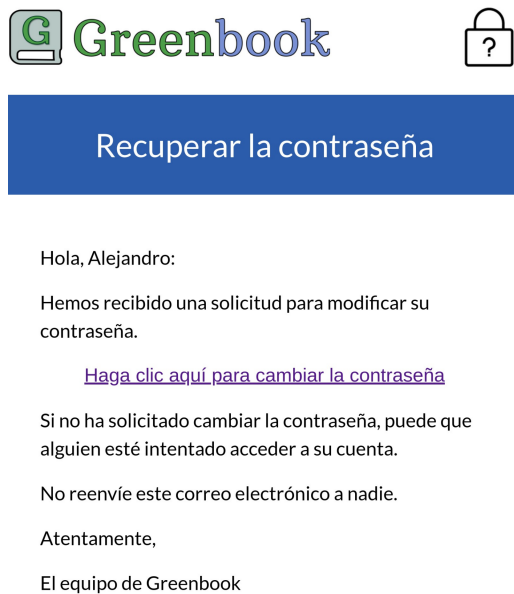 G Greenbook
?
Recuperar la contraseña
Hola, Alejandro:
Hemos recibido una solicitud para modificar su
contraseña.
Haga clic aquí para cambiar la contraseña
Si no ha solicitado cambiar la contraseña, puede que
alguien esté intentado acceder a su cuenta.
No reenvíe este correo electrónico a nadie.
Atentamente,
El equipo de Greenbook